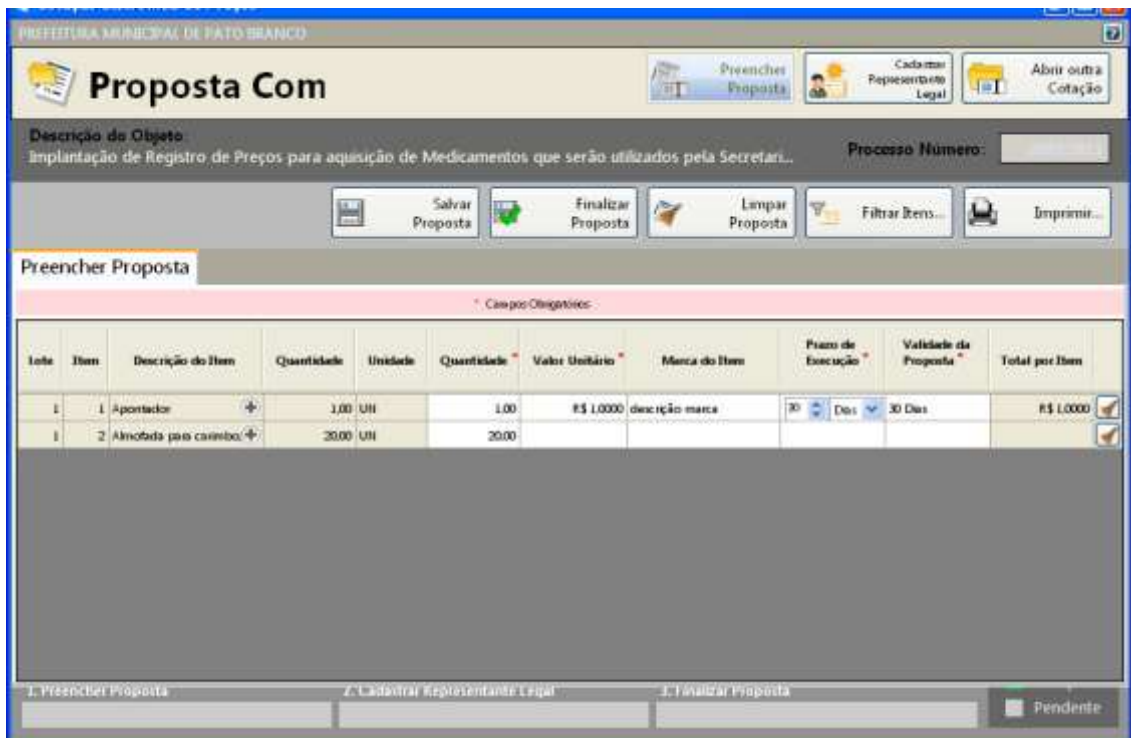 PREFEITURA MUNICIPAL DE PATO BRANCO
Proposta Com
Preencher
Proposta
Cadastrar
Representante
Legal
Abrir outra
Cotação
Descrição do Objeto:
Implantação de Registro de Preços para aquisição de Medicamentos que serão utilizados pela Secretari...
Processo Número:
Salvar
Proposta
Finalizar
Proposta
Limpar
Proposta
Filtrar Itens...
Imprimir...
Preencher Proposta
* Campos Obrigatórios
Lote Item Descrição do Item Quantidade Unidade Quantidade * Valor Unitário * Marca do Item Prazo de Execução * Validade da Proposta * Total por Item
1 1 Apontador + 1,00 UN 1,00 R$ 1,0000 descrição marca 30 Dias 30 Dias R$ 1,0000
1 2 Almofada para carimbo, + 20,00 UN 20,00
1. Preencher Proposta 2. Cadastrar Representante Legal 3. Finalizar Proposta
Pendente